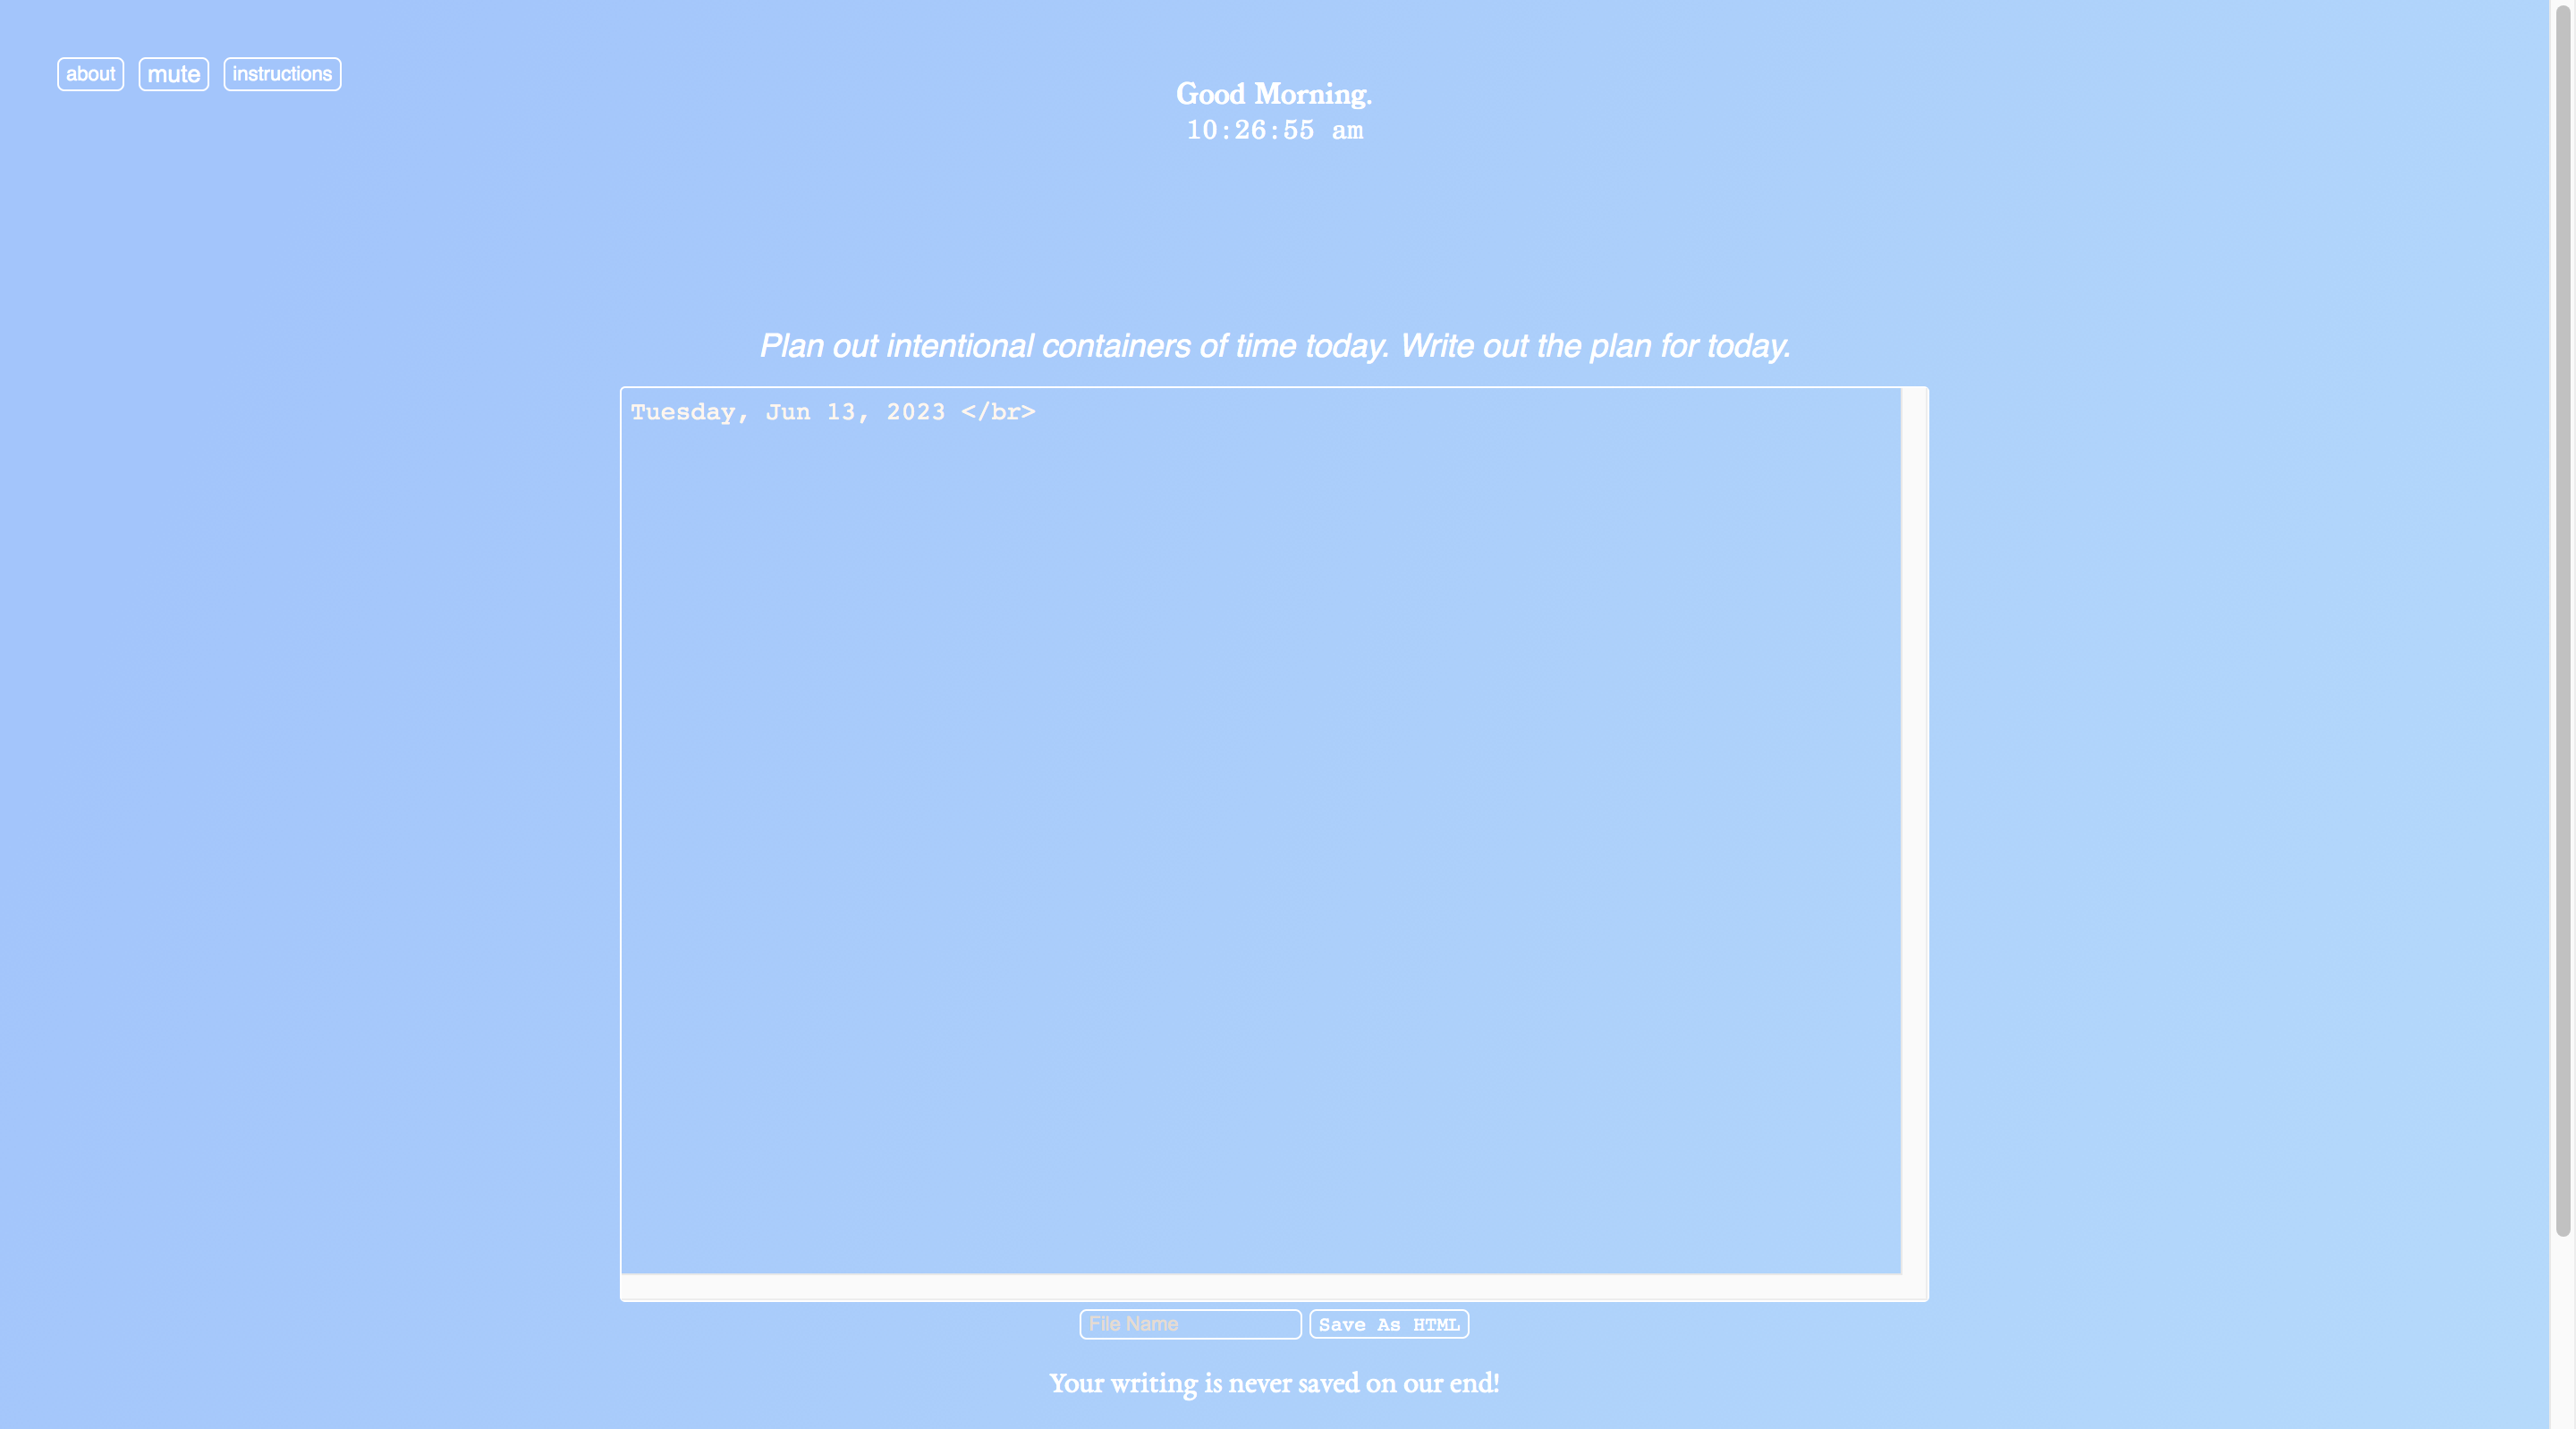 about mute instructions
Good Morning.
10:26:55 am
Plan out intentional containers of time today. Write out the plan for today.
Tuesday, Jun 13, 2023 </br>
File Name Save As HTML
Your writing is never saved on our end!